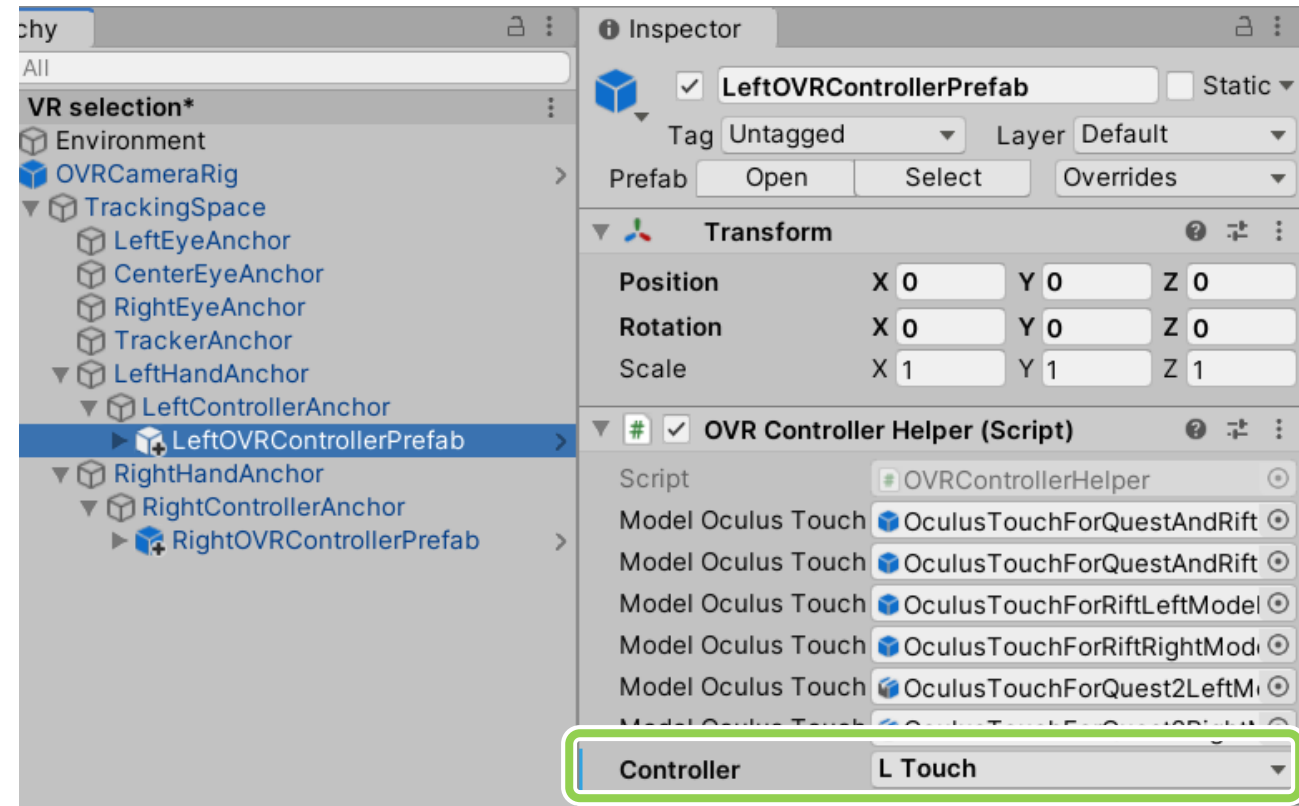 chy
All
VR selection*
Environment
OVRCameraRig
TrackingSpace
LeftEyeAnchor
CenterEyeAnchor
RightEyeAnchor
TrackerAnchor
LeftHandAnchor
LeftControllerAnchor
LeftOVRControllerPrefab
RightHandAnchor
RightControllerAnchor
RightOVRControllerPrefab
Inspector
LeftOVRControllerPrefab Static
Tag Untagged Layer Default
Prefab Open Select Overrides
Transform
Position X 0 Y 0 Z 0
Rotation X 0 Y 0 Z 0
Scale X 1 Y 1 Z 1
# OVR Controller Helper (Script)
Script # OVRControllerHelper
Model Oculus Touch OculusTouchForQuestAndRift
Model Oculus Touch OculusTouchForQuestAndRift
Model Oculus Touch OculusTouchForRiftLeftModel
Model Oculus Touch OculusTouchForRiftRightMod
Model Oculus Touch OculusTouchForQuest2LeftM
Controller L Touch